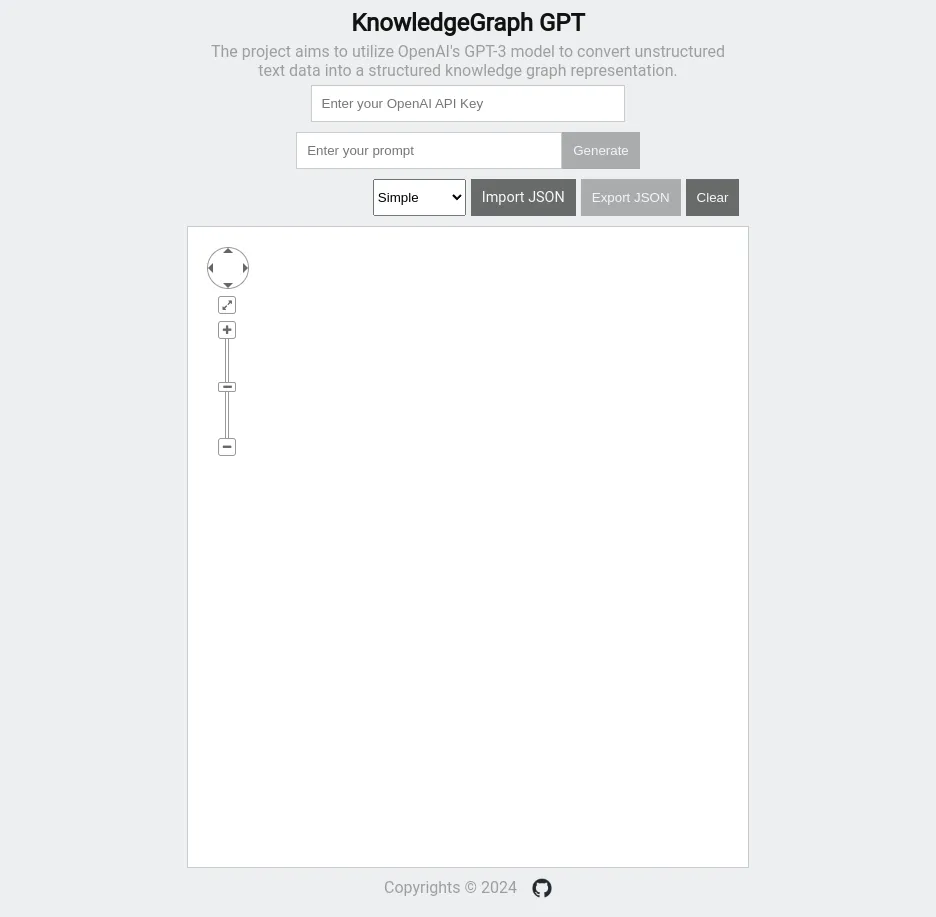 KnowledgeGraph GPT
The project aims to utilize OpenAI's GPT-3 model to convert unstructured
text data into a structured knowledge graph representation.
Enter your OpenAI API Key
Enter your prompt
Generate
Simple
Import JSON
Export JSON
Clear
Copyrights © 2024